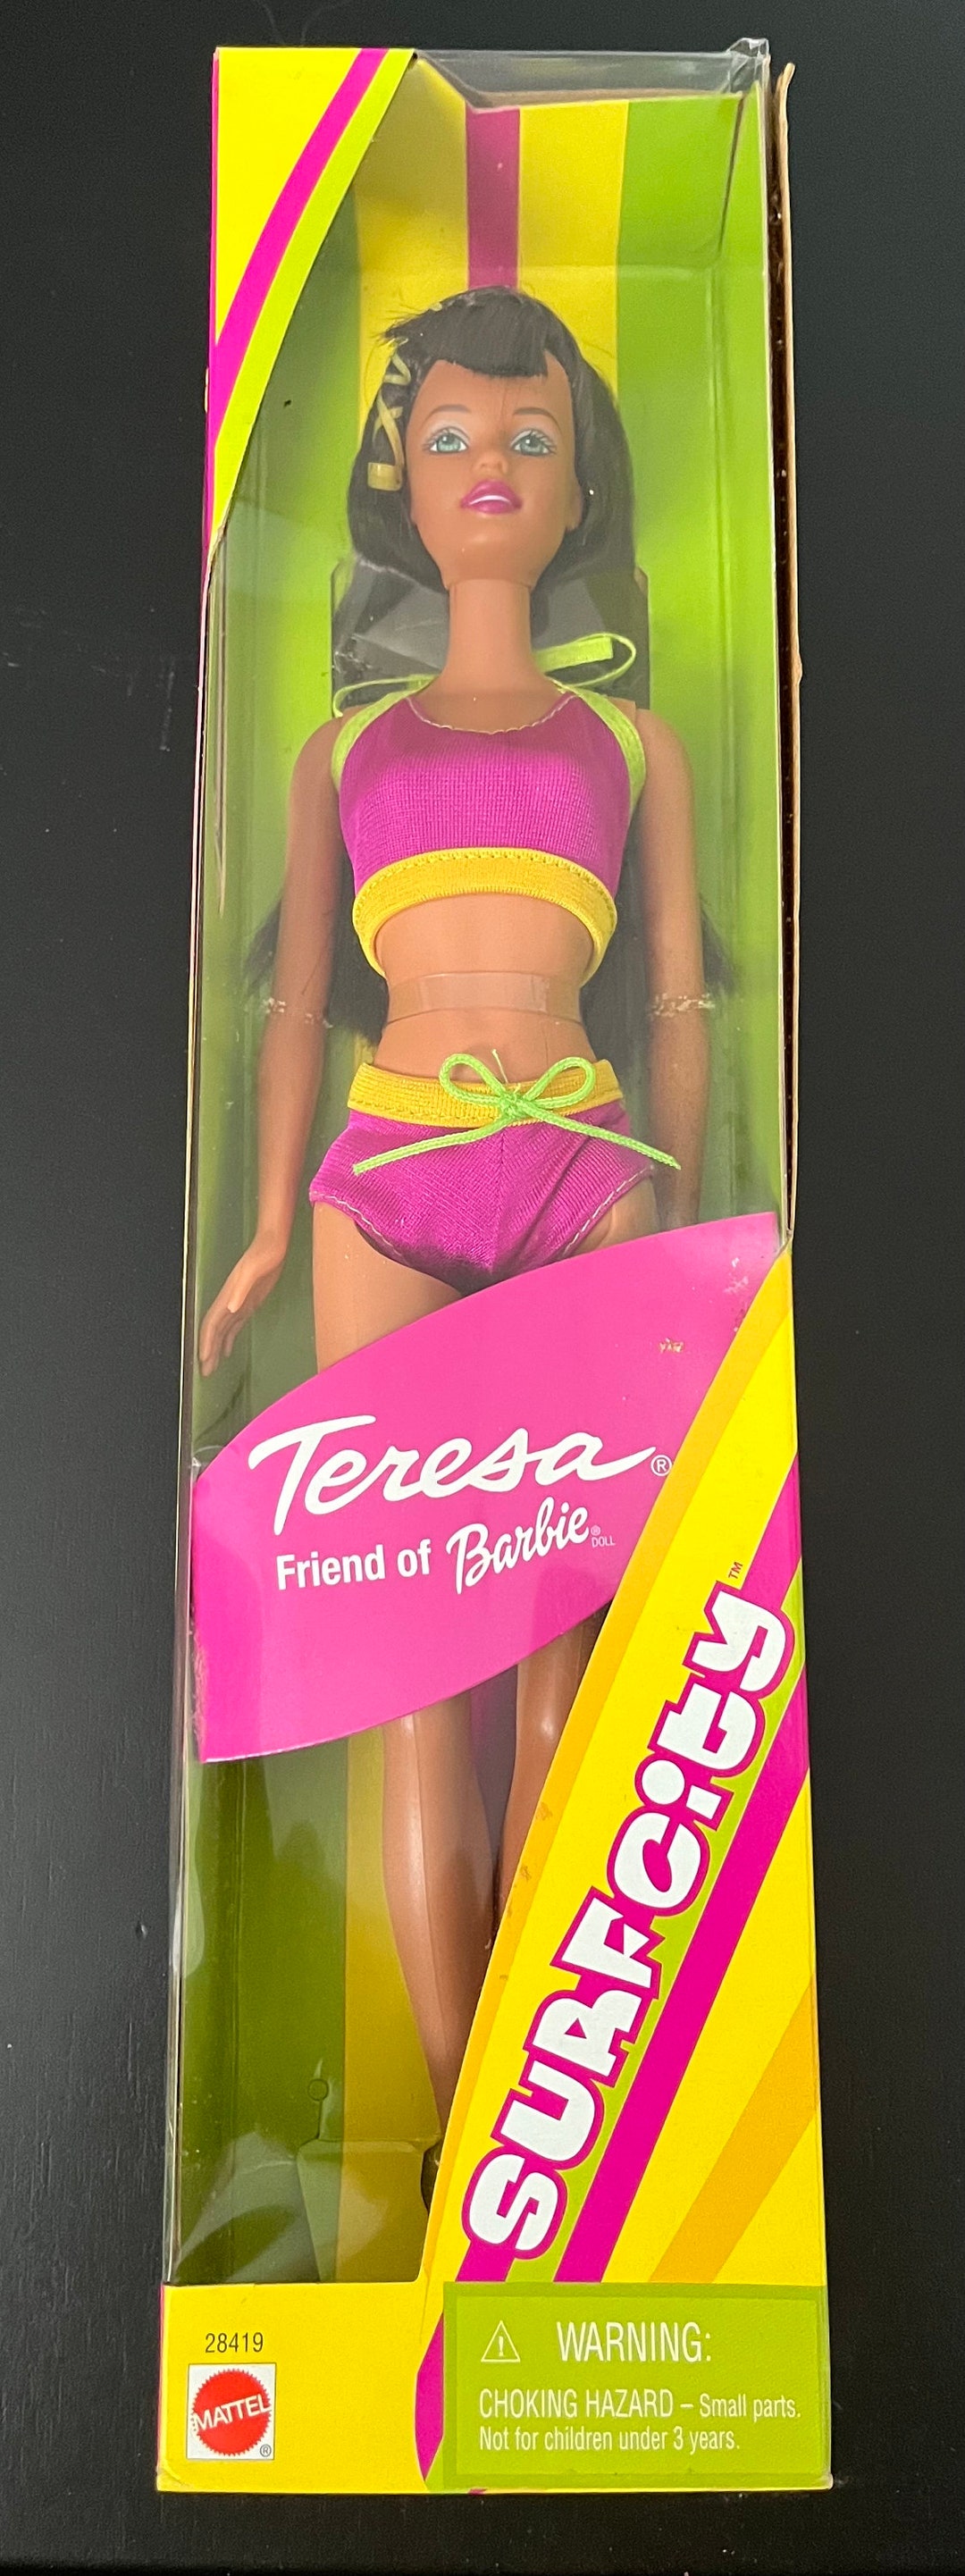 Teresa®
Friend of Barbie® DOLL
SURF CITY™
28419
MATTEL®
⚠ WARNING:
CHOKING HAZARD – Small parts.
Not for children under 3 years.